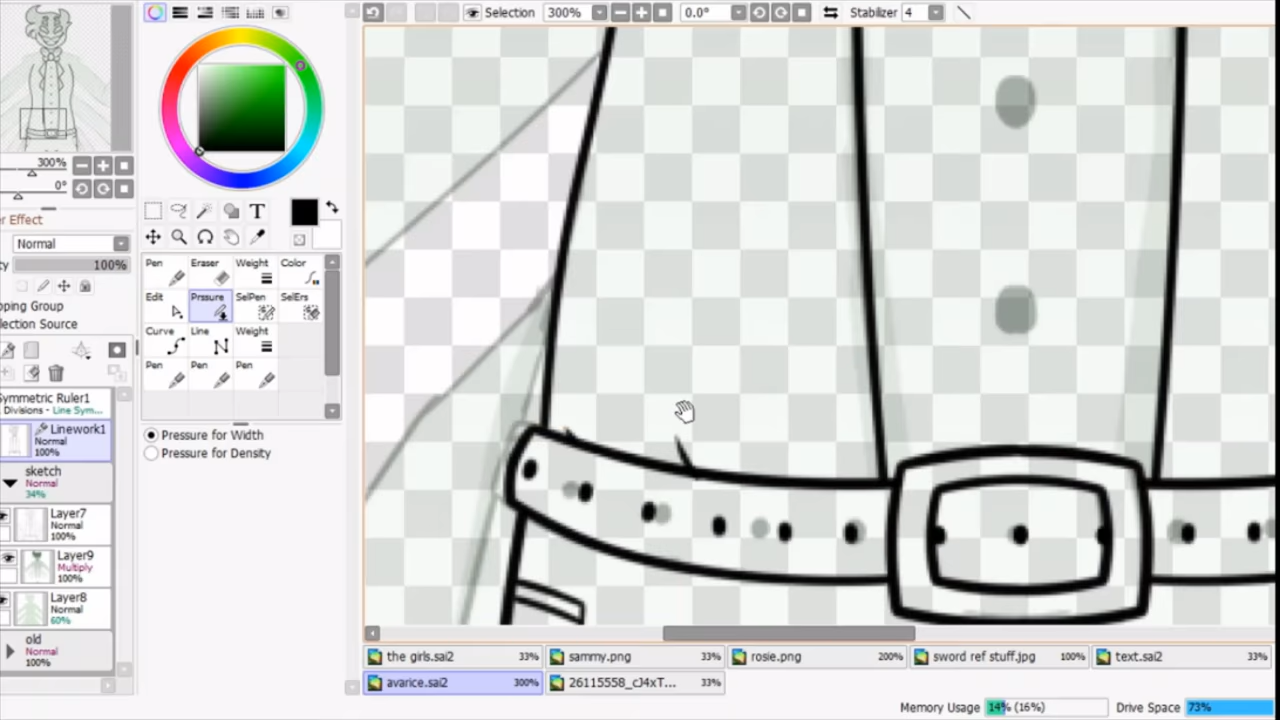 Selection 300% 0.0° Stabilizer 4
300%
0°
Effect
Normal
100%
Group
Source
Pen Eraser Weight Color
Edit Prssure SelPen SelErs
Curve Line Weight
Pen Pen Pen
Pressure for Width
Pressure for Density
T
Symmetric Ruler1
Divisions - Line Sym...
Linework1
Normal
100%
sketch
Normal
34%
Layer7
Normal
100%
Layer9
Multiply
100%
Layer8
Normal
60%
old
Normal
100%
the girls.sai2 33% sammy.png 33% rosie.png 200% sword ref stuff.jpg 100% text.sai2 33%
avarice.sai2 300% 26115558_cJ4xT... 33%
Memory Usage 14% (16%) Drive Space 73%